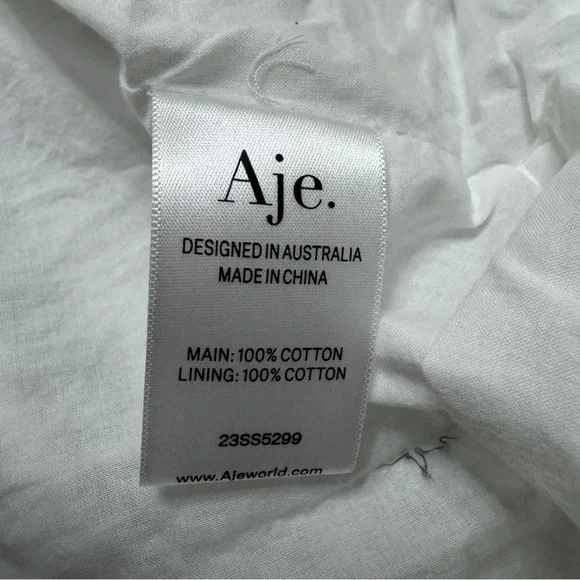 Aje.
DESIGNED IN AUSTRALIA
MADE IN CHINA
MAIN: 100% COTTON
LINING: 100% COTTON
23SS5299
www.Ajeworld.com